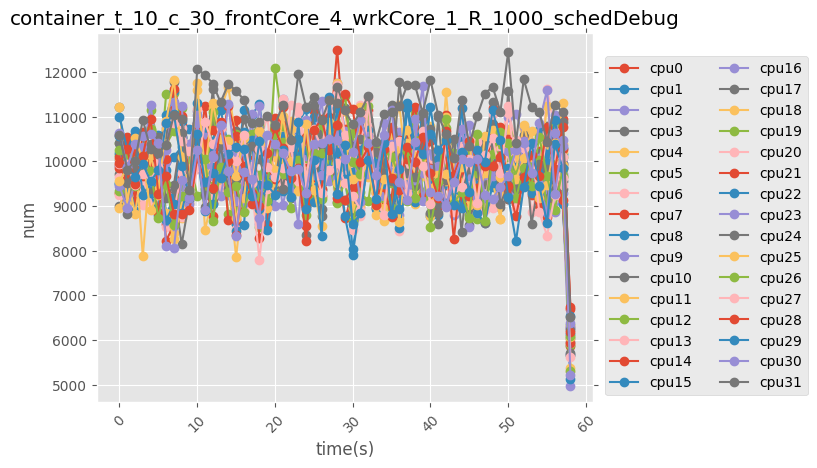 container_t_10_c_30_frontCore_4_wrkCore_1_R_1000_schedDebug
12000
11000
10000
9000
8000
7000
6000
5000
num
0
10
20
30
40
50
60
time(s)
cpu0
cpu1
cpu2
cpu3
cpu4
cpu5
cpu6
cpu7
cpu8
cpu9
cpu10
cpu11
cpu12
cpu13
cpu14
cpu15
cpu16
cpu17
cpu18
cpu19
cpu20
cpu21
cpu22
cpu23
cpu24
cpu25
cpu26
cpu27
cpu28
cpu29
cpu30
cpu31